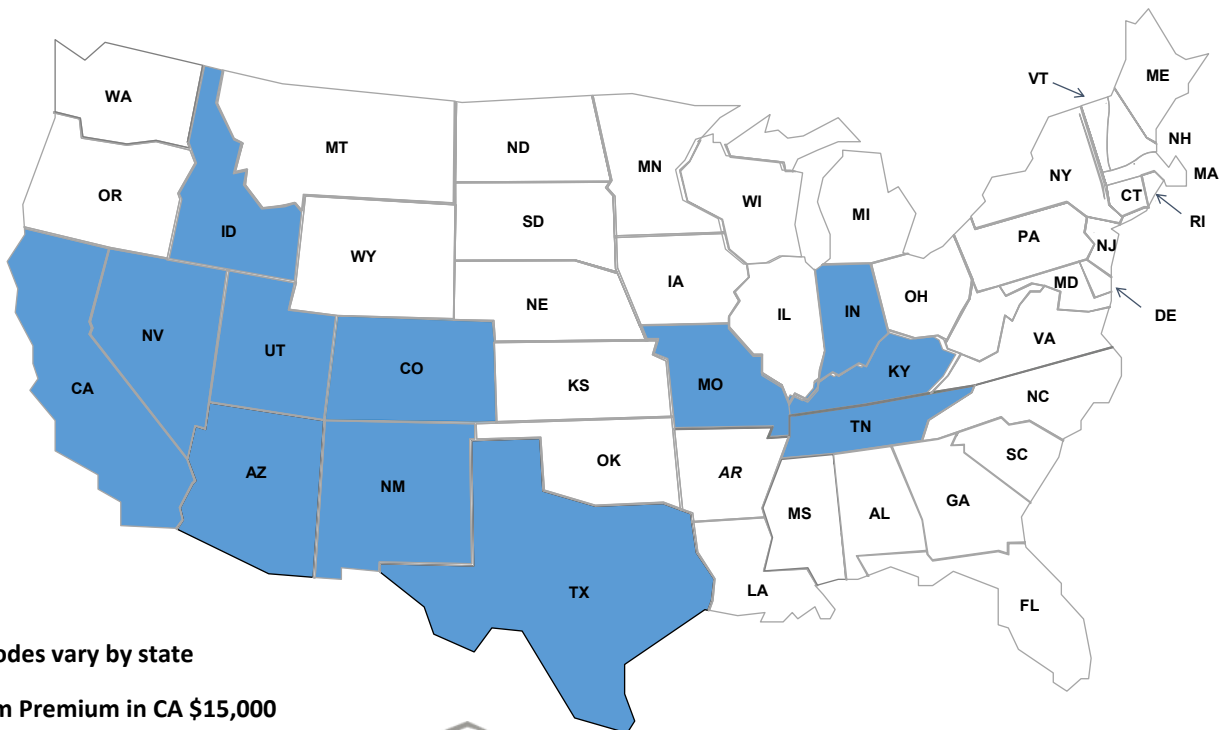 ME
VT
WA
MT
ND
MN
NH
MA
NY
OR
WI
CT
MI
SD
RI
ID
PA
NJ
WY
IA
MD
OH
NE
IL
IN
DE
NV
VA
UT
CO
KY
CA
KS
MO
NC
TN
SC
OK
AZ
AR
NM
GA
MS
AL
LA
TX
FL
vary by state
Premium in CA $15,000